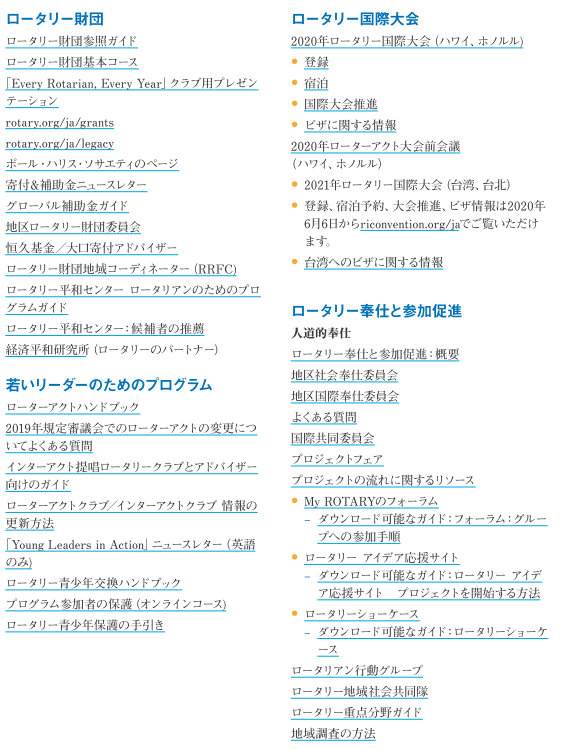 ロータリー財団
ロータリー財団参照ガイド
ロータリー財団基本コース
「Every Rotarian, Every Year」クラブ用プレゼン
テーション
rotary.org/ja/grants
rotary.org/ja/legacy
ポール・ハリス・ソサエティのページ
寄付&補助金ニュースレター
グローバル補助金ガイド
地区ロータリー財団委員会
恒久基金／大口寄付アドバイザー
ロータリー財団地域コーディネーター（RRFC)
ロータリー平和センター ロータリアンのためのプロ
グラムガイド
ロータリー平和センター：候補者の推薦
経済平和研究所（ロータリーのパートナー）
若いリーダーのためのプログラム
ローターアクトハンドブック
2019年規定審議会でのローターアクトの変更につ
いてよくある質問
インターアクト提唱ロータリークラブとアドバイザー
向けのガイド
ローターアクトクラブ／インターアクトクラブ 情報の
更新方法
「Young Leaders in Action」ニュースレター（英語
のみ)
ロータリー青少年交換ハンドブック
プログラム参加者の保護（オンラインコース)
ロータリー青少年保護の手引き
ロータリー国際大会
2020年ロータリー国際大会（ハワイ、ホノルル)
• 登録
• 宿泊
• 国際大会推進
• ビザに関する情報
2020年ローターアクト大会前会議
（ハワイ、ホノルル）
• 2021年ロータリー国際大会（台湾、台北）
• 登録、宿泊予約、大会推進、ビザ情報は2020年
6月6日からriconvention.org/jaでご覧いただけ
ます。
• 台湾へのビザに関する情報
ロータリー奉仕と参加促進
人道的奉仕
ロータリー奉仕と参加促進：概要
地区社会奉仕委員会
地区国際奉仕委員会
よくある質問
国際共同委員会
プロジェクトフェア
プロジェクトの流れに関するリソース
• My ROTARYのフォーラム
– ダウンロード可能なガイド：フォーラム：グルー
プへの参加手順
• ロータリー アイデア応援サイト
– ダウンロード可能なガイド：ロータリー アイデ
ア応援サイト　プロジェクトを開始する方法
• ロータリーショーケース
– ダウンロード可能なガイド：ロータリーショーケ
ース
ロータリアン行動グループ
ロータリー地域社会共同隊
ロータリー重点分野ガイド
地域調査の方法